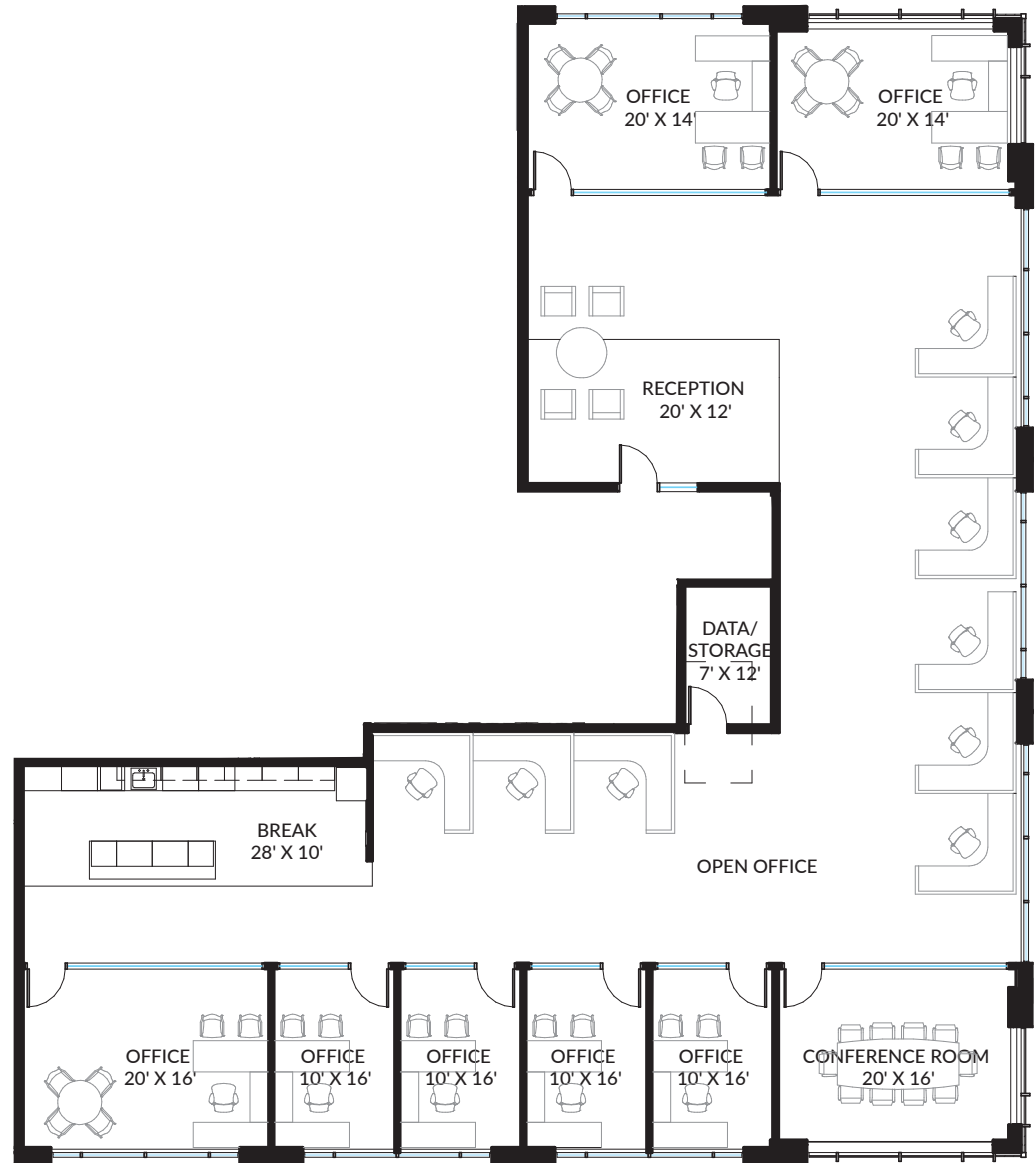 OFFICE
20' X 14'
OFFICE
20' X 14'
RECEPTION
20' X 12'
DATA/
STORAGE
7' X 12'
BREAK
28' X 10'
OPEN OFFICE
OFFICE
20' X 16'
OFFICE
10' X 16'
OFFICE
10' X 16'
OFFICE
10' X 16'
OFFICE
10' X 16'
CONFERENCE ROOM
20' X 16'